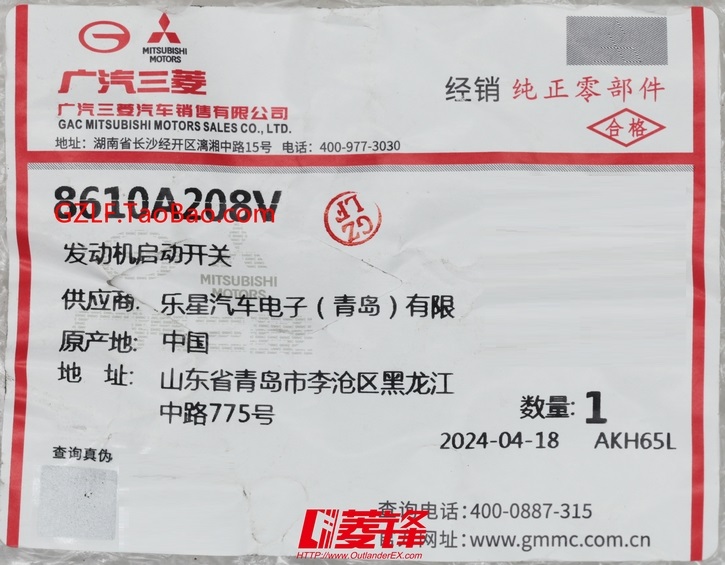 MITSUBISHI
MOTORS
广汽三菱
广汽三菱汽车销售有限公司
GAC MITSUBISHI MOTORS SALES CO., LTD.
地址：湖南省长沙经开区漓湘中路15号 电话：400-977-3030
经销 纯正零部件
合格
8610A208V
GZLF.TaoBao.com
GZ
LF
发动机启动开关
MITSUBISHI
MOTORS
供应商: 乐星汽车电子（青岛）有限
原产地: 中国
地 址: 山东省青岛市李沧区黑龙江
中路775号
数量: 1
2024-04-18 AKH65L
查询真伪
查询电话:400-0887-315
官方网址:www.gmmc.com.cn
菱锋
HTTP://www.OutlanderEX.com